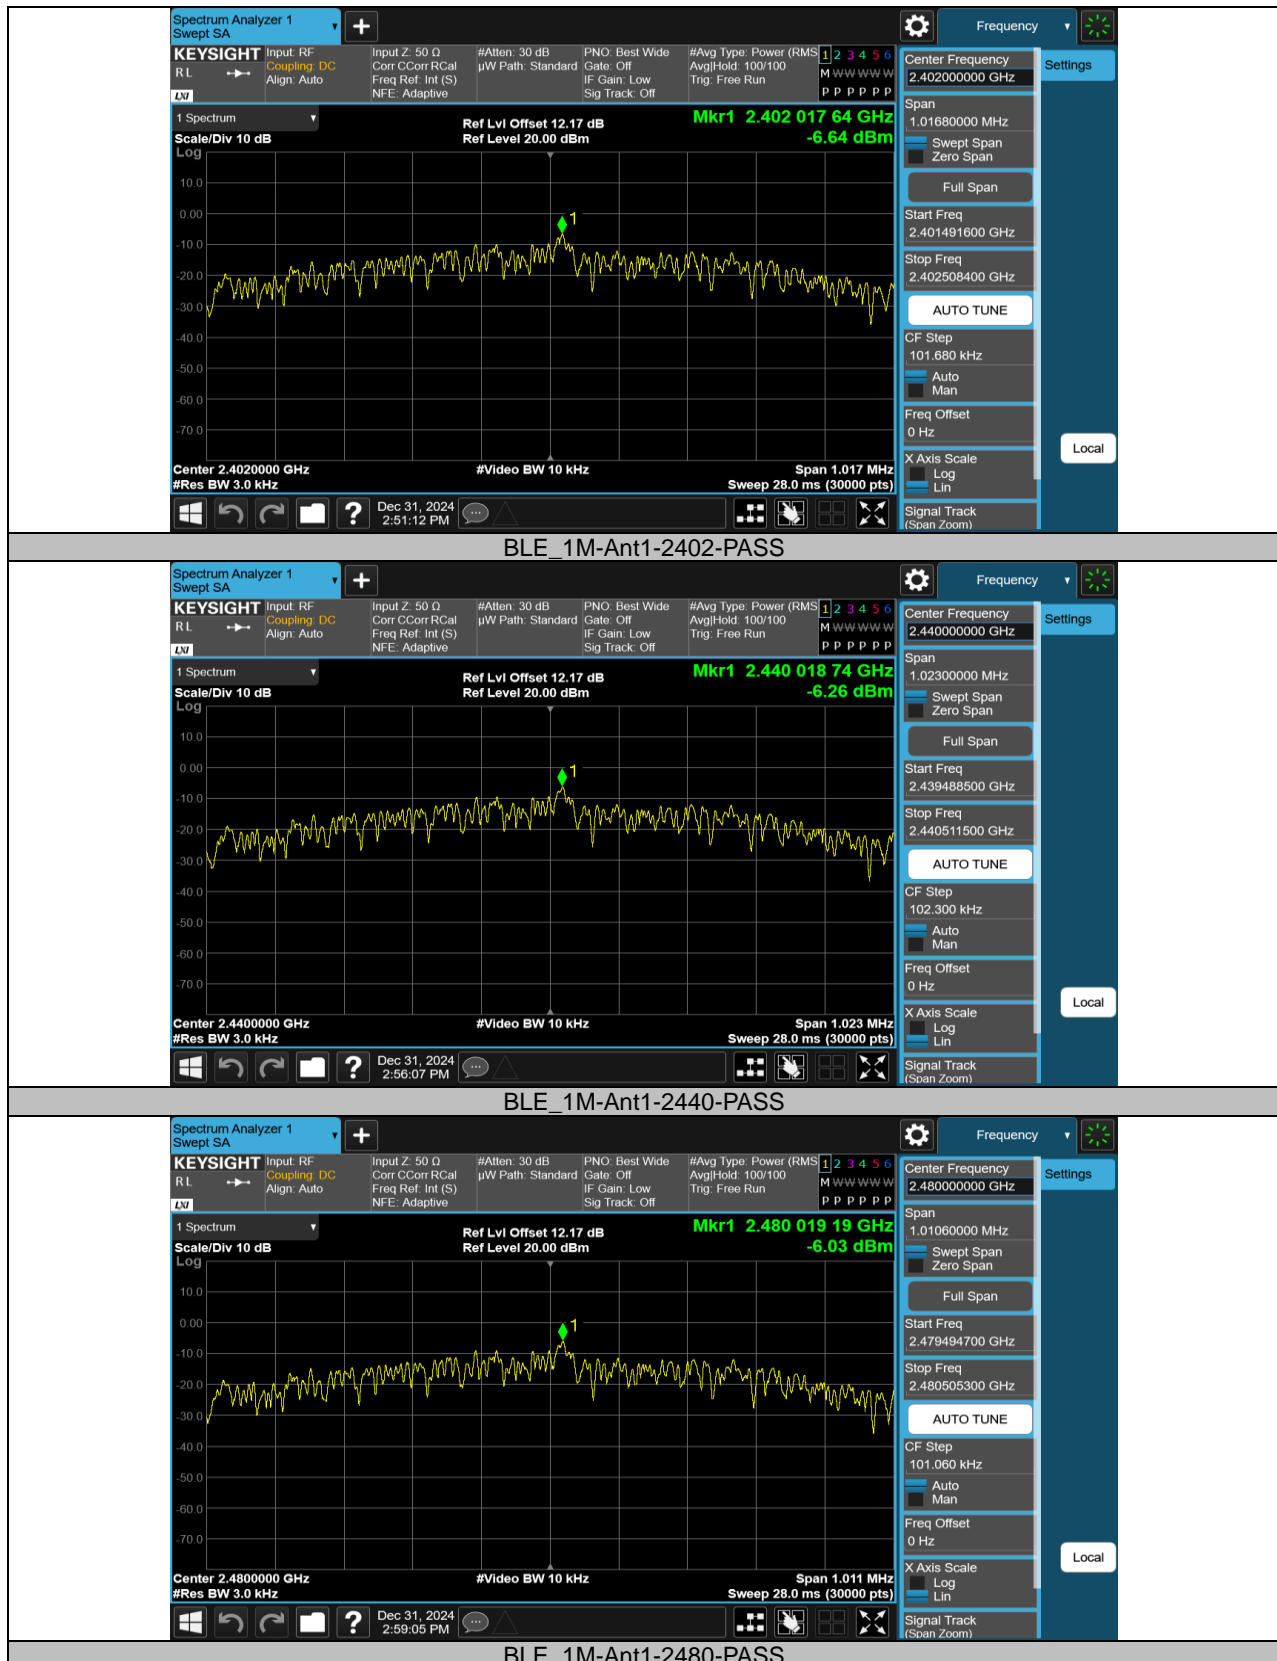 Spectrum Analyzer 1
Swept SA
Frequency
KEYSIGHT
R L
LXI
Input: RF
Coupling: DC
Align: Auto
Input Z: 50 Ω
Corr CCorr RCal
Freq Ref: Int (S)
NFE: Adaptive
#Atten: 30 dB
µW Path: Standard
PNO: Best Wide
Gate: Off
IF Gain: Low
Sig Track: Off
#Avg Type: Power (RMS
Avg|Hold: 100/100
Trig: Free Run
1 2 3 4 5 6
M W W W W W
P P P P P P
1 Spectrum
Scale/Div 10 dB
Log
Ref Lvl Offset 12.17 dB
Ref Level 20.00 dBm
Mkr1 2.402 017 64 GHz
-6.64 dBm
10.0
0.00
-10.0
-20.0
-30.0
-40.0
-50.0
-60.0
-70.0
1
Center 2.4020000 GHz
#Res BW 3.0 kHz
#Video BW 10 kHz
Span 1.017 MHz
Sweep 28.0 ms (30000 pts)
Dec 31, 2024
2:51:12 PM
Center Frequency
2.402000000 GHz
Settings
Span
1.01680000 MHz
Swept Span
Zero Span
Full Span
Start Freq
2.401491600 GHz
Stop Freq
2.402508400 GHz
AUTO TUNE
CF Step
101.680 kHz
Auto
Man
Freq Offset
0 Hz
X Axis Scale
Log
Lin
Local
Signal Track
(Span Zoom)
BLE_1M-Ant1-2402-PASS
Spectrum Analyzer 1
Swept SA
Frequency
KEYSIGHT
R L
LXI
Input: RF
Coupling: DC
Align: Auto
Input Z: 50 Ω
Corr CCorr RCal
Freq Ref: Int (S)
NFE: Adaptive
#Atten: 30 dB
µW Path: Standard
PNO: Best Wide
Gate: Off
IF Gain: Low
Sig Track: Off
#Avg Type: Power (RMS
Avg|Hold: 100/100
Trig: Free Run
1 2 3 4 5 6
M W W W W W
P P P P P P
1 Spectrum
Scale/Div 10 dB
Log
Ref Lvl Offset 12.17 dB
Ref Level 20.00 dBm
Mkr1 2.440 018 74 GHz
-6.26 dBm
10.0
0.00
-10.0
-20.0
-30.0
-40.0
-50.0
-60.0
-70.0
1
Center 2.4400000 GHz
#Res BW 3.0 kHz
#Video BW 10 kHz
Span 1.023 MHz
Sweep 28.0 ms (30000 pts)
Dec 31, 2024
2:56:07 PM
Center Frequency
2.440000000 GHz
Settings
Span
1.02300000 MHz
Swept Span
Zero Span
Full Span
Start Freq
2.439488500 GHz
Stop Freq
2.440511500 GHz
AUTO TUNE
CF Step
102.300 kHz
Auto
Man
Freq Offset
0 Hz
X Axis Scale
Log
Lin
Local
Signal Track
(Span Zoom)
BLE_1M-Ant1-2440-PASS
Spectrum Analyzer 1
Swept SA
Frequency
KEYSIGHT
R L
LXI
Input: RF
Coupling: DC
Align: Auto
Input Z: 50 Ω
Corr CCorr RCal
Freq Ref: Int (S)
NFE: Adaptive
#Atten: 30 dB
µW Path: Standard
PNO: Best Wide
Gate: Off
IF Gain: Low
Sig Track: Off
#Avg Type: Power (RMS
Avg|Hold: 100/100
Trig: Free Run
1 2 3 4 5 6
M W W W W W
P P P P P P
1 Spectrum
Scale/Div 10 dB
Log
Ref Lvl Offset 12.17 dB
Ref Level 20.00 dBm
Mkr1 2.480 019 19 GHz
-6.03 dBm
10.0
0.00
-10.0
-20.0
-30.0
-40.0
-50.0
-60.0
-70.0
1
Center 2.4800000 GHz
#Res BW 3.0 kHz
#Video BW 10 kHz
Span 1.011 MHz
Sweep 28.0 ms (30000 pts)
Dec 31, 2024
2:59:05 PM
Center Frequency
2.480000000 GHz
Settings
Span
1.01060000 MHz
Swept Span
Zero Span
Full Span
Start Freq
2.479494700 GHz
Stop Freq
2.480505300 GHz
AUTO TUNE
CF Step
101.060 kHz
Auto
Man
Freq Offset
0 Hz
X Axis Scale
Log
Lin
Local
Signal Track
(Span Zoom)
BLE_1M-Ant1-2480-PASS